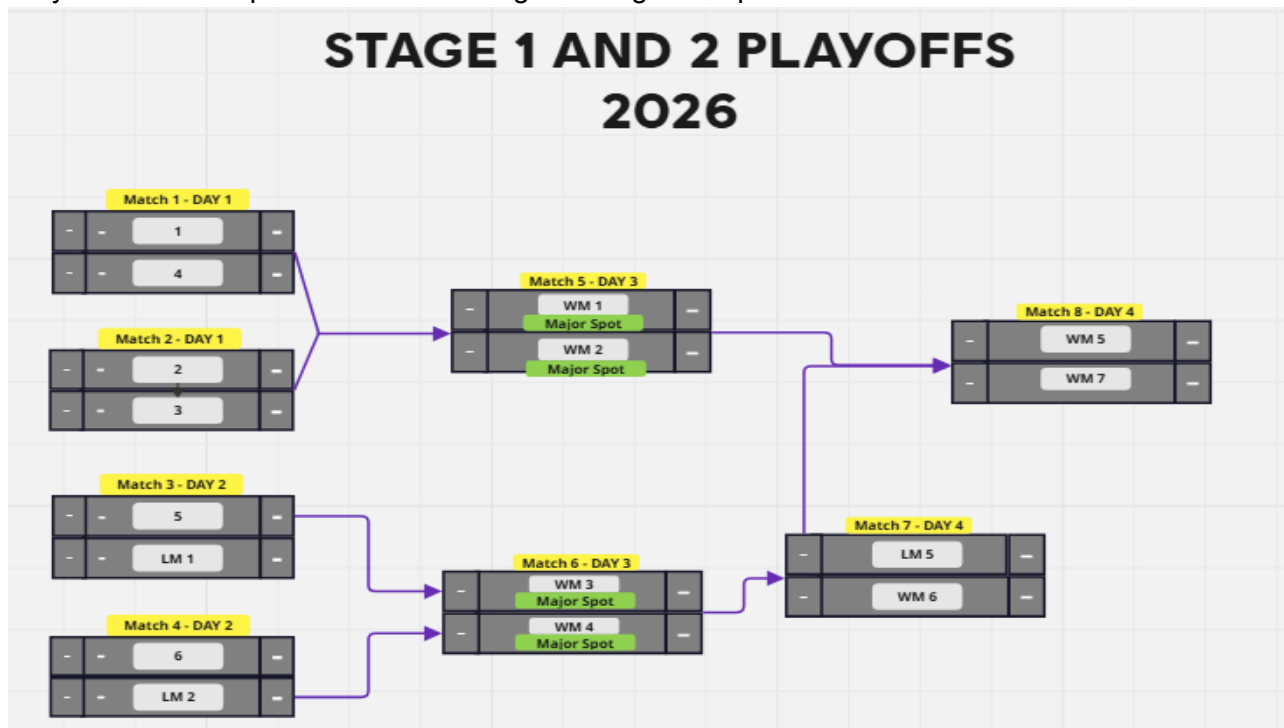 STAGE 1 AND 2 PLAYOFFS
2026
Match 1 - DAY 1
- - 1 -
- - 4 -
Match 2 - DAY 1
- - 2 -
- - 3 -
Match 3 - DAY 2
- - 5 -
- - LM 1 -
Match 4 - DAY 2
- - 6 -
- - LM 2 -
Match 5 - DAY 3
- WM 1 -
Major Spot
- WM 2 -
Major Spot
Match 6 - DAY 3
- WM 3 -
Major Spot
- WM 4 -
Major Spot
Match 7 - DAY 4
- LM 5 -
- WM 6 -
Match 8 - DAY 4
- WM 5 -
- WM 7 -